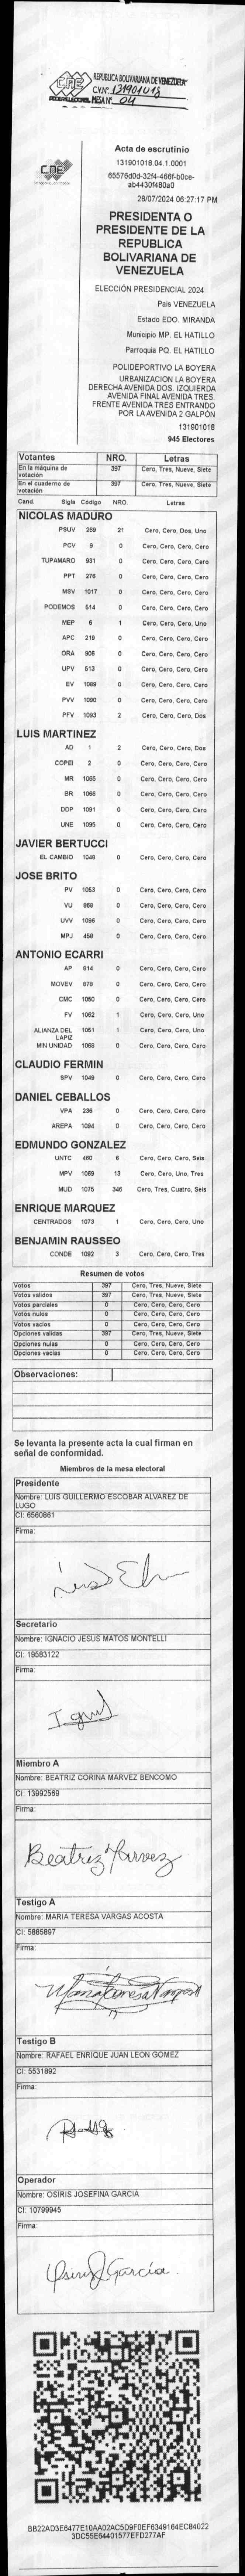 CNE
REPUBLICA BOLIVARIANA DE VENEZUELA
C.V.Nº 131901018
MESA Nº 04
CNE
Acta de escrutinio
131901018.04.1.0001
65576d0d-32f4-466f-b0ce-
ab4430f480a0
28/07/2024 06:27:17 PM
PRESIDENTA O
PRESIDENTE DE LA
REPUBLICA
BOLIVARIANA DE
VENEZUELA
ELECCIÓN PRESIDENCIAL 2024
País VENEZUELA
Estado EDO. MIRANDA
Municipio MP. EL HATILLO
Parroquia PQ. EL HATILLO
POLIDEPORTIVO LA BOYERA
URBANIZACION LA BOYERA
DERECHA AVENIDA DOS. IZQUIERDA
AVENIDA FINAL AVENIDA TRES.
FRENTE AVENIDA TRES ENTRANDO
POR LA AVENIDA 2 GALPÓN
131901018
945 Electores
Votantes NRO. Letras
En la máquina de votación 397 Cero, Tres, Nueve, Siete
En el cuaderno de votación 397 Cero, Tres, Nueve, Siete
Cand. Sigla Código NRO. Letras
NICOLAS MADURO
PSUV 269 21 Cero, Cero, Dos, Uno
PCV 9 0 Cero, Cero, Cero, Cero
TUPAMARO 931 0 Cero, Cero, Cero, Cero
PPT 276 0 Cero, Cero, Cero, Cero
MSV 1017 0 Cero, Cero, Cero, Cero
PODEMOS 514 0 Cero, Cero, Cero, Cero
MEP 6 1 Cero, Cero, Cero, Uno
APC 219 0 Cero, Cero, Cero, Cero
ORA 906 0 Cero, Cero, Cero, Cero
UPV 513 0 Cero, Cero, Cero, Cero
EV 1089 0 Cero, Cero, Cero, Cero
PVV 1090 0 Cero, Cero, Cero, Cero
PFV 1093 2 Cero, Cero, Cero, Dos
LUIS MARTINEZ
AD 1 2 Cero, Cero, Cero, Dos
COPEI 2 0 Cero, Cero, Cero, Cero
MR 1065 0 Cero, Cero, Cero, Cero
BR 1066 0 Cero, Cero, Cero, Cero
DDP 1091 0 Cero, Cero, Cero, Cero
UNE 1095 0 Cero, Cero, Cero, Cero
JAVIER BERTUCCI
EL CAMBIO 1048 0 Cero, Cero, Cero, Cero
JOSE BRITO
PV 1053 0 Cero, Cero, Cero, Cero
VU 968 0 Cero, Cero, Cero, Cero
UVV 1096 0 Cero, Cero, Cero, Cero
MPJ 450 0 Cero, Cero, Cero, Cero
ANTONIO ECARRI
AP 814 0 Cero, Cero, Cero, Cero
MOVEV 878 0 Cero, Cero, Cero, Cero
CMC 1050 0 Cero, Cero, Cero, Cero
FV 1062 1 Cero, Cero, Cero, Uno
ALIANZA DEL LAPIZ 1051 1 Cero, Cero, Cero, Uno
MIN UNIDAD 1068 0 Cero, Cero, Cero, Cero
CLAUDIO FERMIN
SPV 1049 0 Cero, Cero, Cero, Cero
DANIEL CEBALLOS
VPA 236 0 Cero, Cero, Cero, Cero
AREPA 1094 0 Cero, Cero, Cero, Cero
EDMUNDO GONZALEZ
UNTC 460 6 Cero, Cero, Cero, Seis
MPV 1069 13 Cero, Cero, Uno, Tres
MUD 1075 346 Cero, Tres, Cuatro, Seis
ENRIQUE MARQUEZ
CENTRADOS 1073 1 Cero, Cero, Cero, Uno
BENJAMIN RAUSSEO
CONDE 1092 3 Cero, Cero, Cero, Tres
Resumen de votos
Votos 397 Cero, Tres, Nueve, Siete
Votos validos 397 Cero, Tres, Nueve, Siete
Votos parciales 0 Cero, Cero, Cero, Cero
Votos nulos 0 Cero, Cero, Cero, Cero
Votos vacios 0 Cero, Cero, Cero, Cero
Opciones validas 397 Cero, Tres, Nueve, Siete
Opciones nulas 0 Cero, Cero, Cero, Cero
Opciones vacias 0 Cero, Cero, Cero, Cero
Observaciones:
Se levanta la presente acta la cual firman en
señal de conformidad.
Miembros de la mesa electoral
Presidente
Nombre: LUIS GUILLERMO ESCOBAR ALVAREZ DE
LUGO
CI: 6560861
Firma:
Secretario
Nombre: IGNACIO JESUS MATOS MONTELLI
CI: 19583122
Firma:
Miembro A
Nombre: BEATRIZ CORINA MARVEZ BENCOMO
CI: 13992569
Firma:
Beatriz Marvez
Testigo A
Nombre: MARIA TERESA VARGAS ACOSTA
CI: 5885897
Firma:
Testigo B
Nombre: RAFAEL ENRIQUE JUAN LEON GOMEZ
CI: 5531892
Firma:
Operador
Nombre: OSIRIS JOSEFINA GARCIA
CI: 10799945
Firma:
Osiris J García
BB22AD3E6477E10AA02AC5D9F0EF6349164EC84022
3DC55E64401577EFD277AF